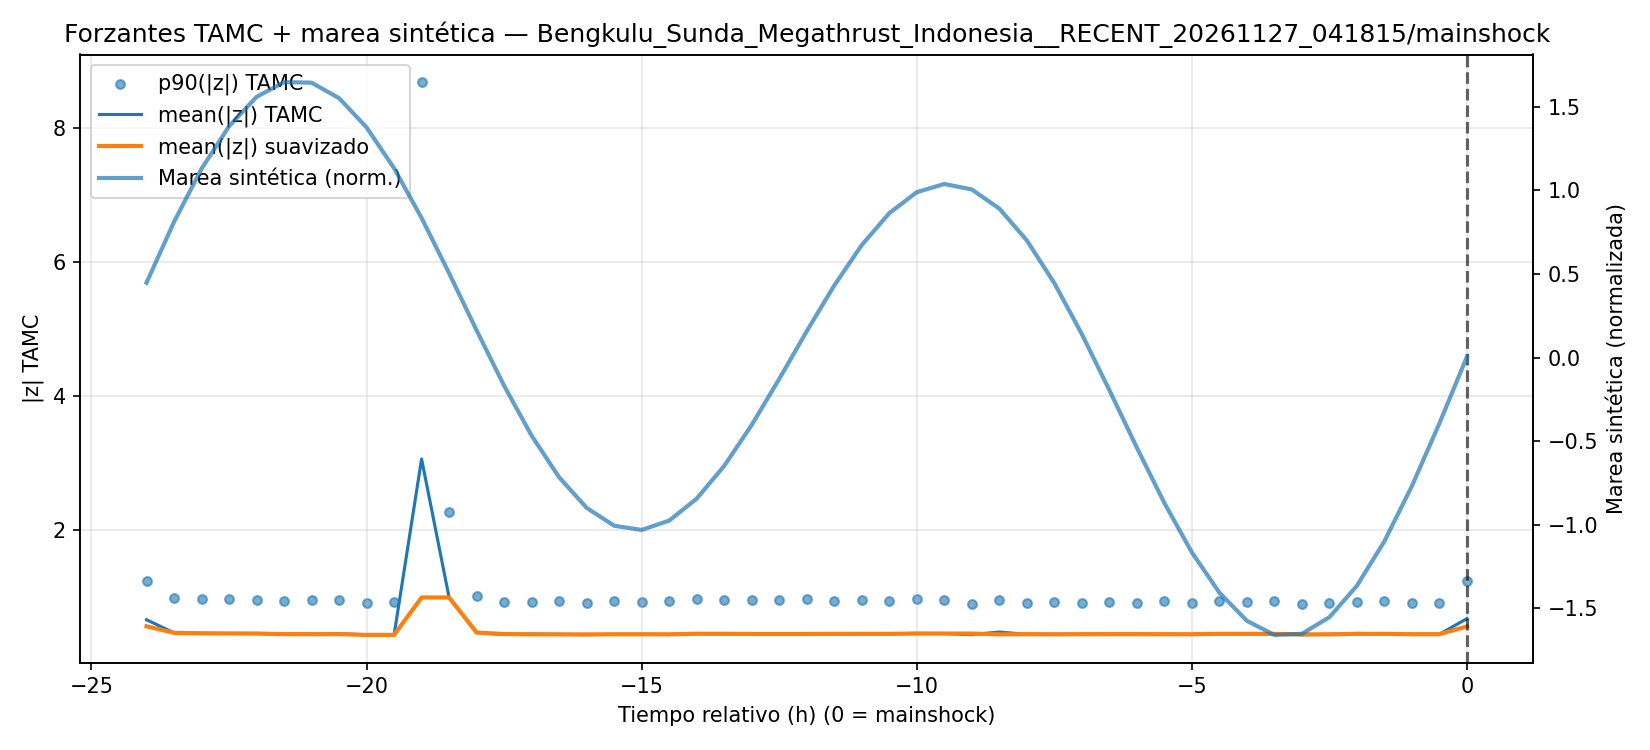 Forzantes TAMC + marea sintética — Bengkulu_Sunda_Megathrust_Indonesia__RECENT_20261127_041815/mainshock
p90(|z|) TAMC
mean(|z|) TAMC
mean(|z|) suavizado
Marea sintética (norm.)
|z| TAMC
8
6
4
2
1.5
1.0
0.5
0.0
−0.5
−1.0
−1.5
Marea sintética (normalizada)
−25
−20
−15
−10
−5
0
Tiempo relativo (h) (0 = mainshock)